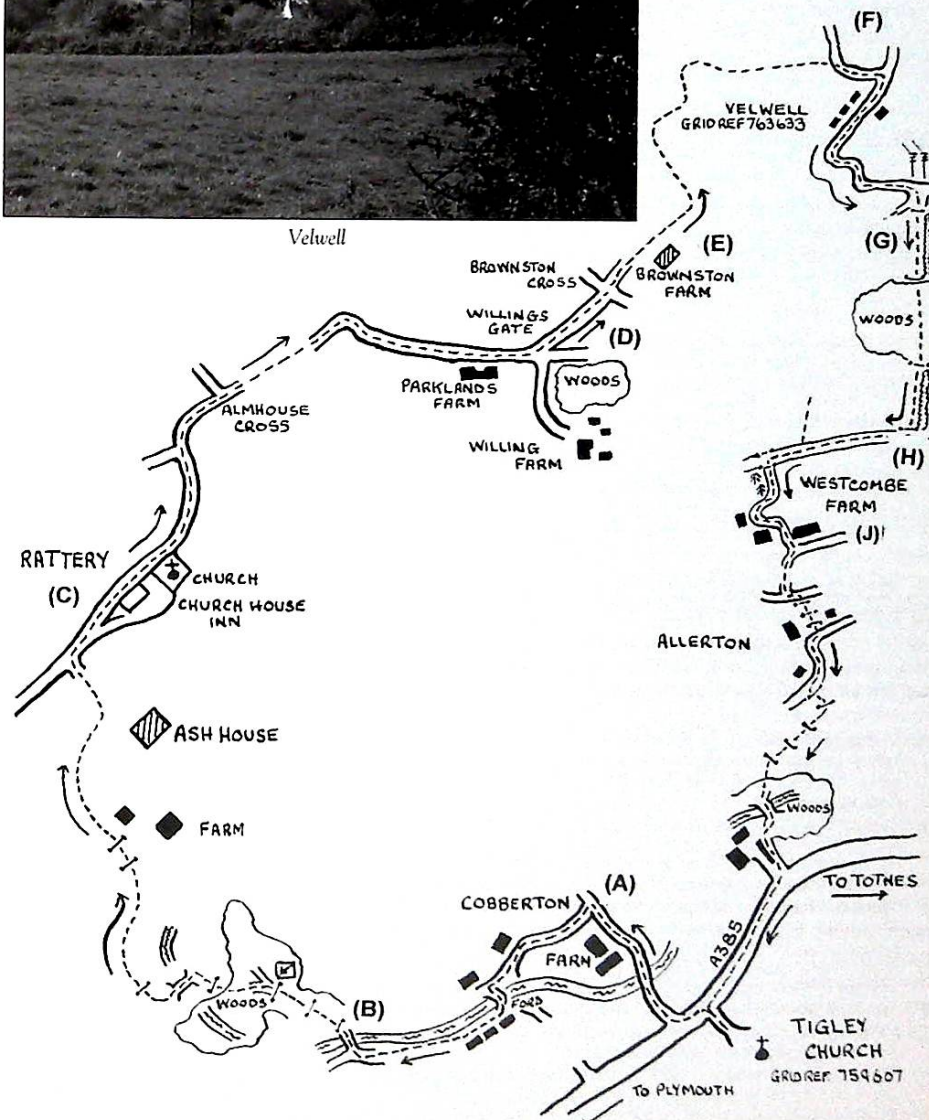 Velwell
(F)
VELWELL
GRID REF 763633
(G)
(E)
BROWNSTON
CROSS
BROWNSTON
FARM
WILLINGS
GATE
(D)
WOODS
PARKLANDS
FARM
WOODS
ALMHOUSE
CROSS
WILLING
FARM
(H)
WESTCOMBE
FARM
(J)
RATTERY
(C)
CHURCH
CHURCH HOUSE
INN
ALLERTON
ASH HOUSE
FARM
WOODS
TO TOTNES
A385
COBBERTON
(A)
FARM
WOODS
(B)
FORD
TIGLEY
CHURCH
GRID REF. 759607
TO PLYMOUTH